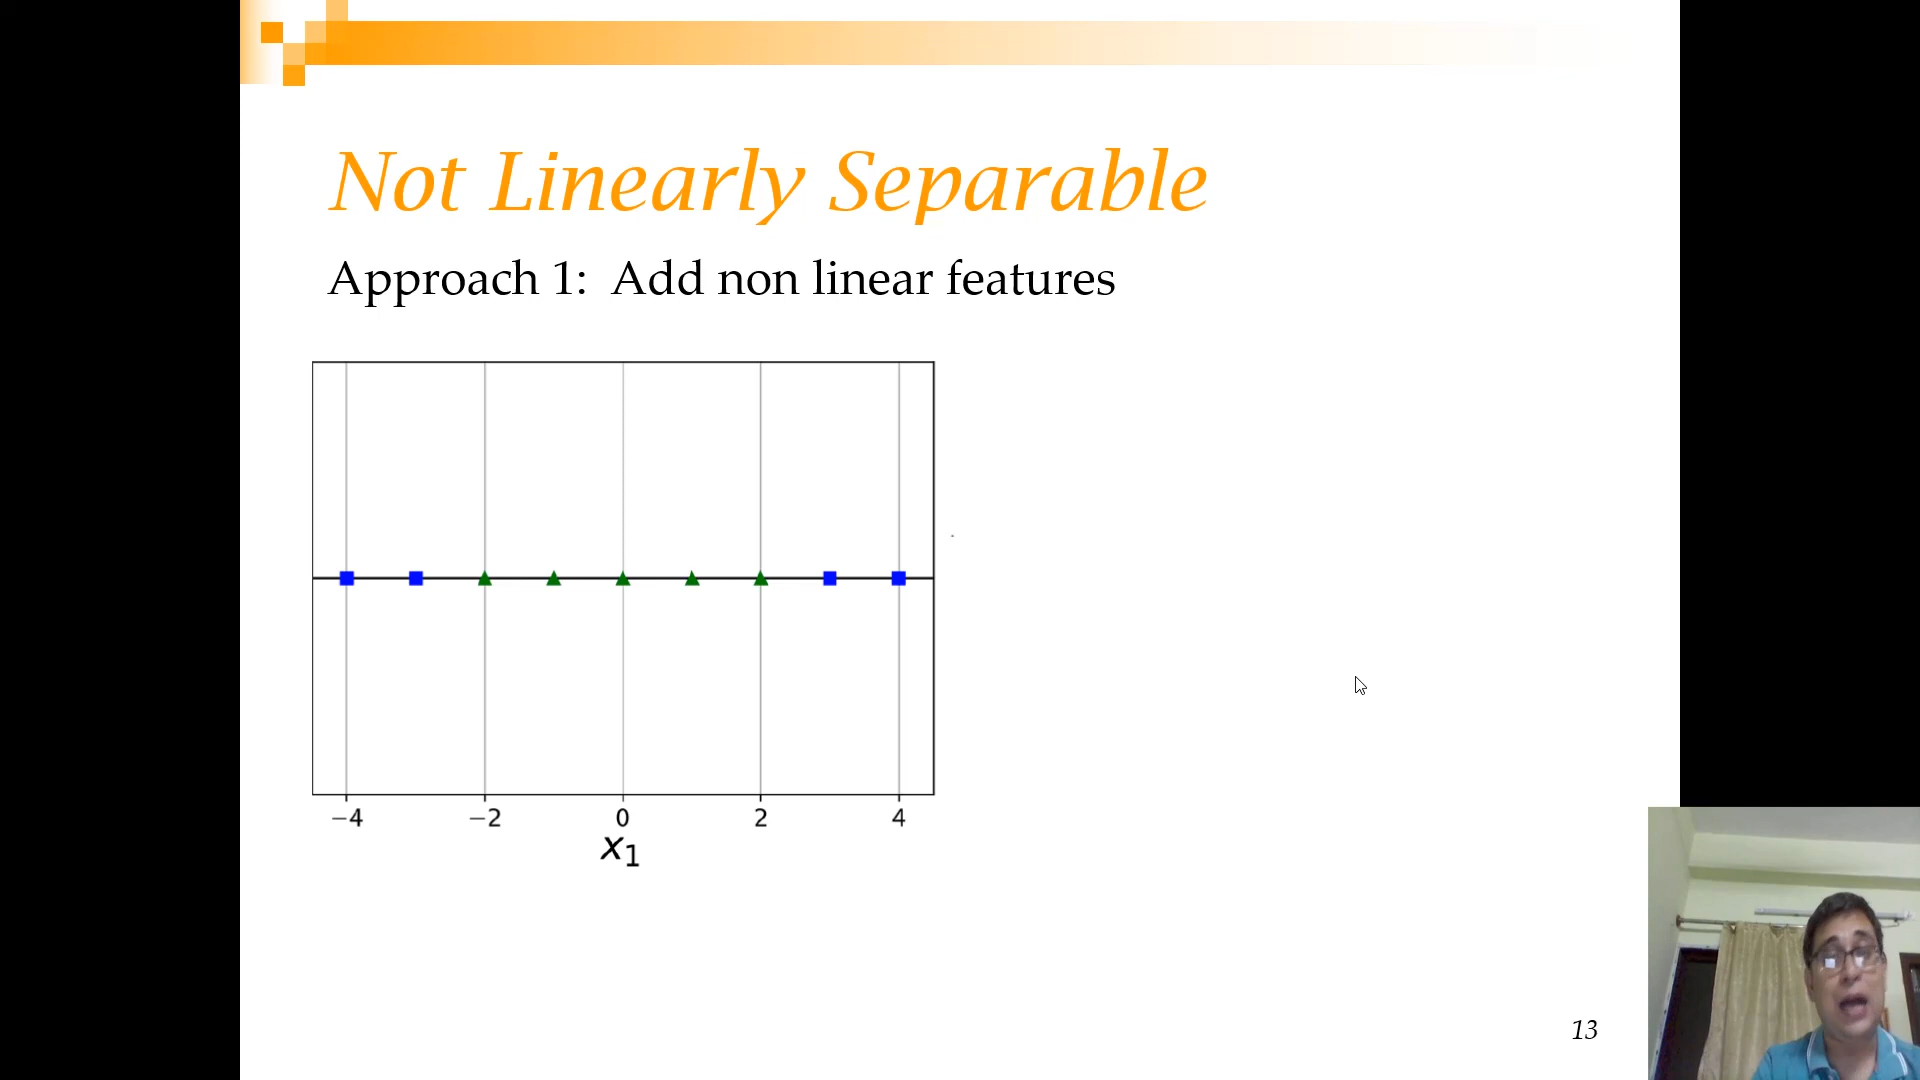 Not Linearly Separable
Approach 1: Add non linear features
−4 −2 0 2 4
x₁
13